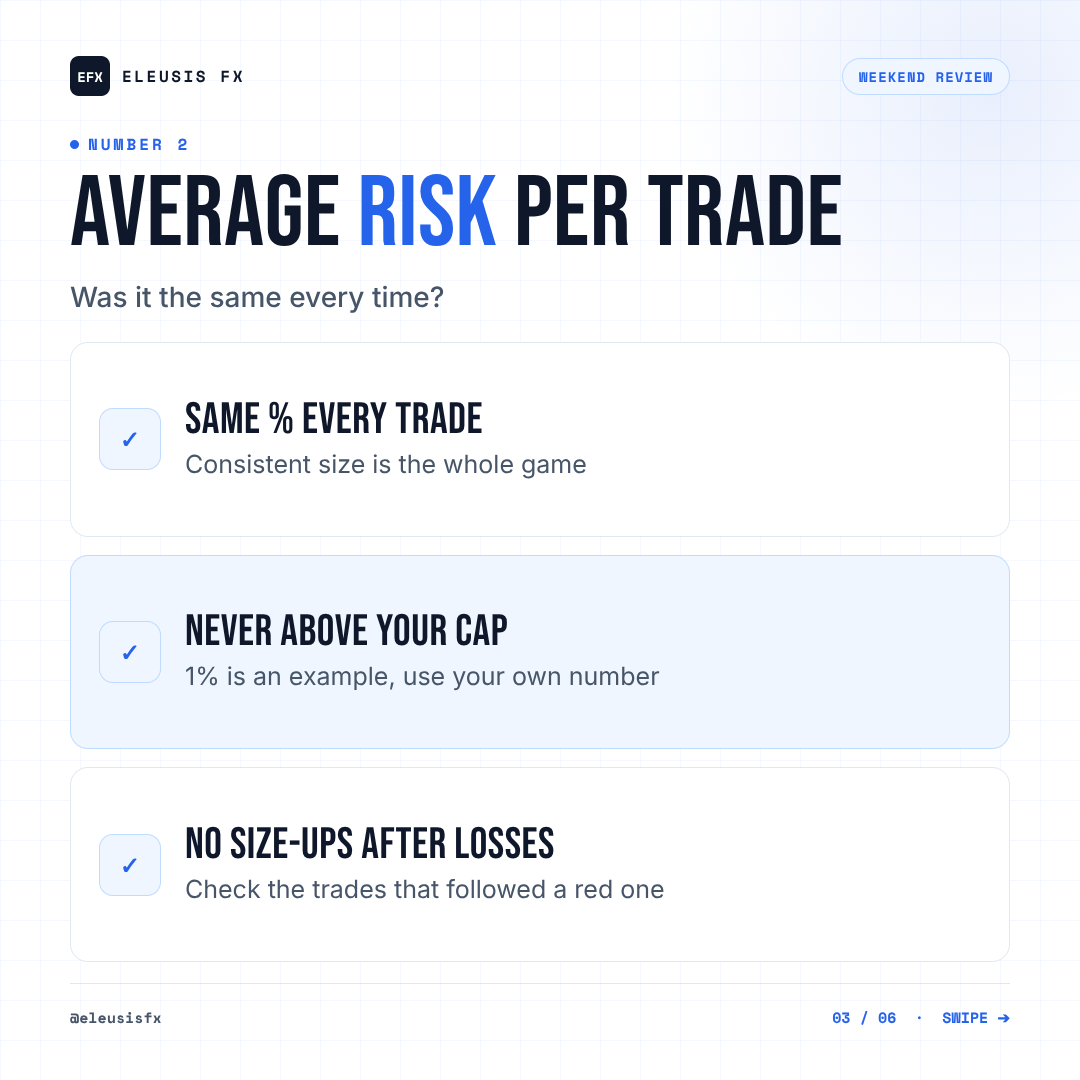 EFX ELEUSIS FX
WEEKEND REVIEW
NUMBER 2
AVERAGE RISK PER TRADE
Was it the same every time?
✓
SAME % EVERY TRADE
Consistent size is the whole game
✓
NEVER ABOVE YOUR CAP
1% is an example, use your own number
✓
NO SIZE-UPS AFTER LOSSES
Check the trades that followed a red one
@eleusisfx
03 / 06 · SWIPE ➔